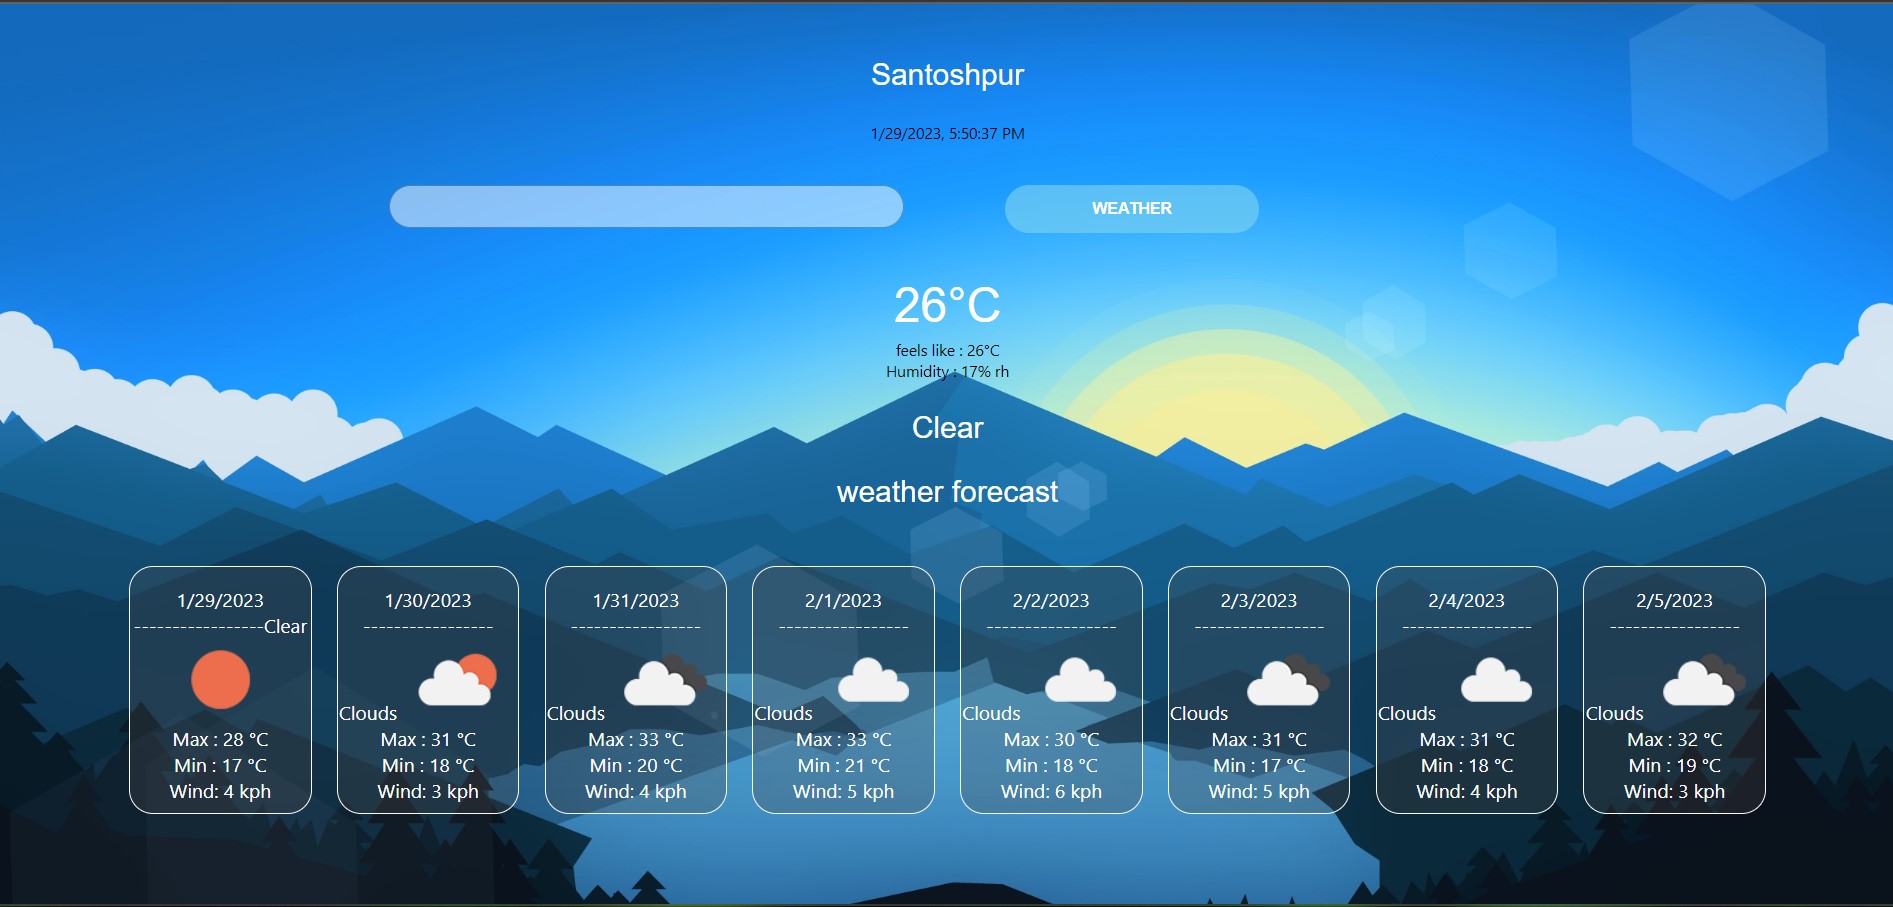 Santoshpur
1/29/2023, 5:50:37 PM
WEATHER
26°C
feels like : 26°C
Humidity : 17% rh
Clear
weather forecast
1/29/2023
-----------------Clear
Max : 28 °C
Min : 17 °C
Wind: 4 kph
1/30/2023
-----------------
Clouds
Max : 31 °C
Min : 18 °C
Wind: 3 kph
1/31/2023
-----------------
Clouds
Max : 33 °C
Min : 20 °C
Wind: 4 kph
2/1/2023
-----------------
Clouds
Max : 33 °C
Min : 21 °C
Wind: 5 kph
2/2/2023
-----------------
Clouds
Max : 30 °C
Min : 18 °C
Wind: 6 kph
2/3/2023
-----------------
Clouds
Max : 31 °C
Min : 17 °C
Wind: 5 kph
2/4/2023
-----------------
Clouds
Max : 31 °C
Min : 18 °C
Wind: 4 kph
2/5/2023
-----------------
Clouds
Max : 32 °C
Min : 19 °C
Wind: 3 kph